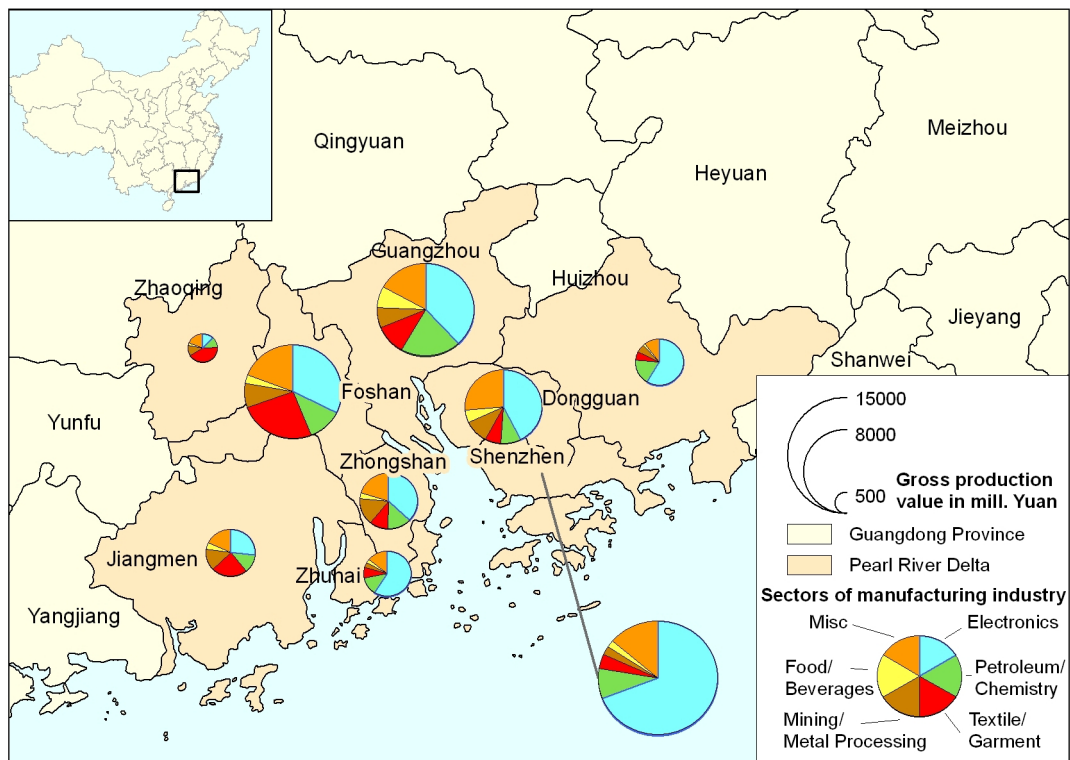 Meizhou
Qingyuan
Heyuan
Guangzhou
Huizhou
Zhaoqing
Jieyang
Shanwei
Foshan
Dongguan
Yunfu
Shenzhen
Zhongshan
Jiangmen
Zhuhai
Yangjiang
15000
8000
500
Gross production
value in mill. Yuan
Guangdong Province
Pearl River Delta
Sectors of manufacturing industry
Misc
Electronics
Food/
Beverages
Petroleum/
Chemistry
Mining/
Metal Processing
Textile/
Garment